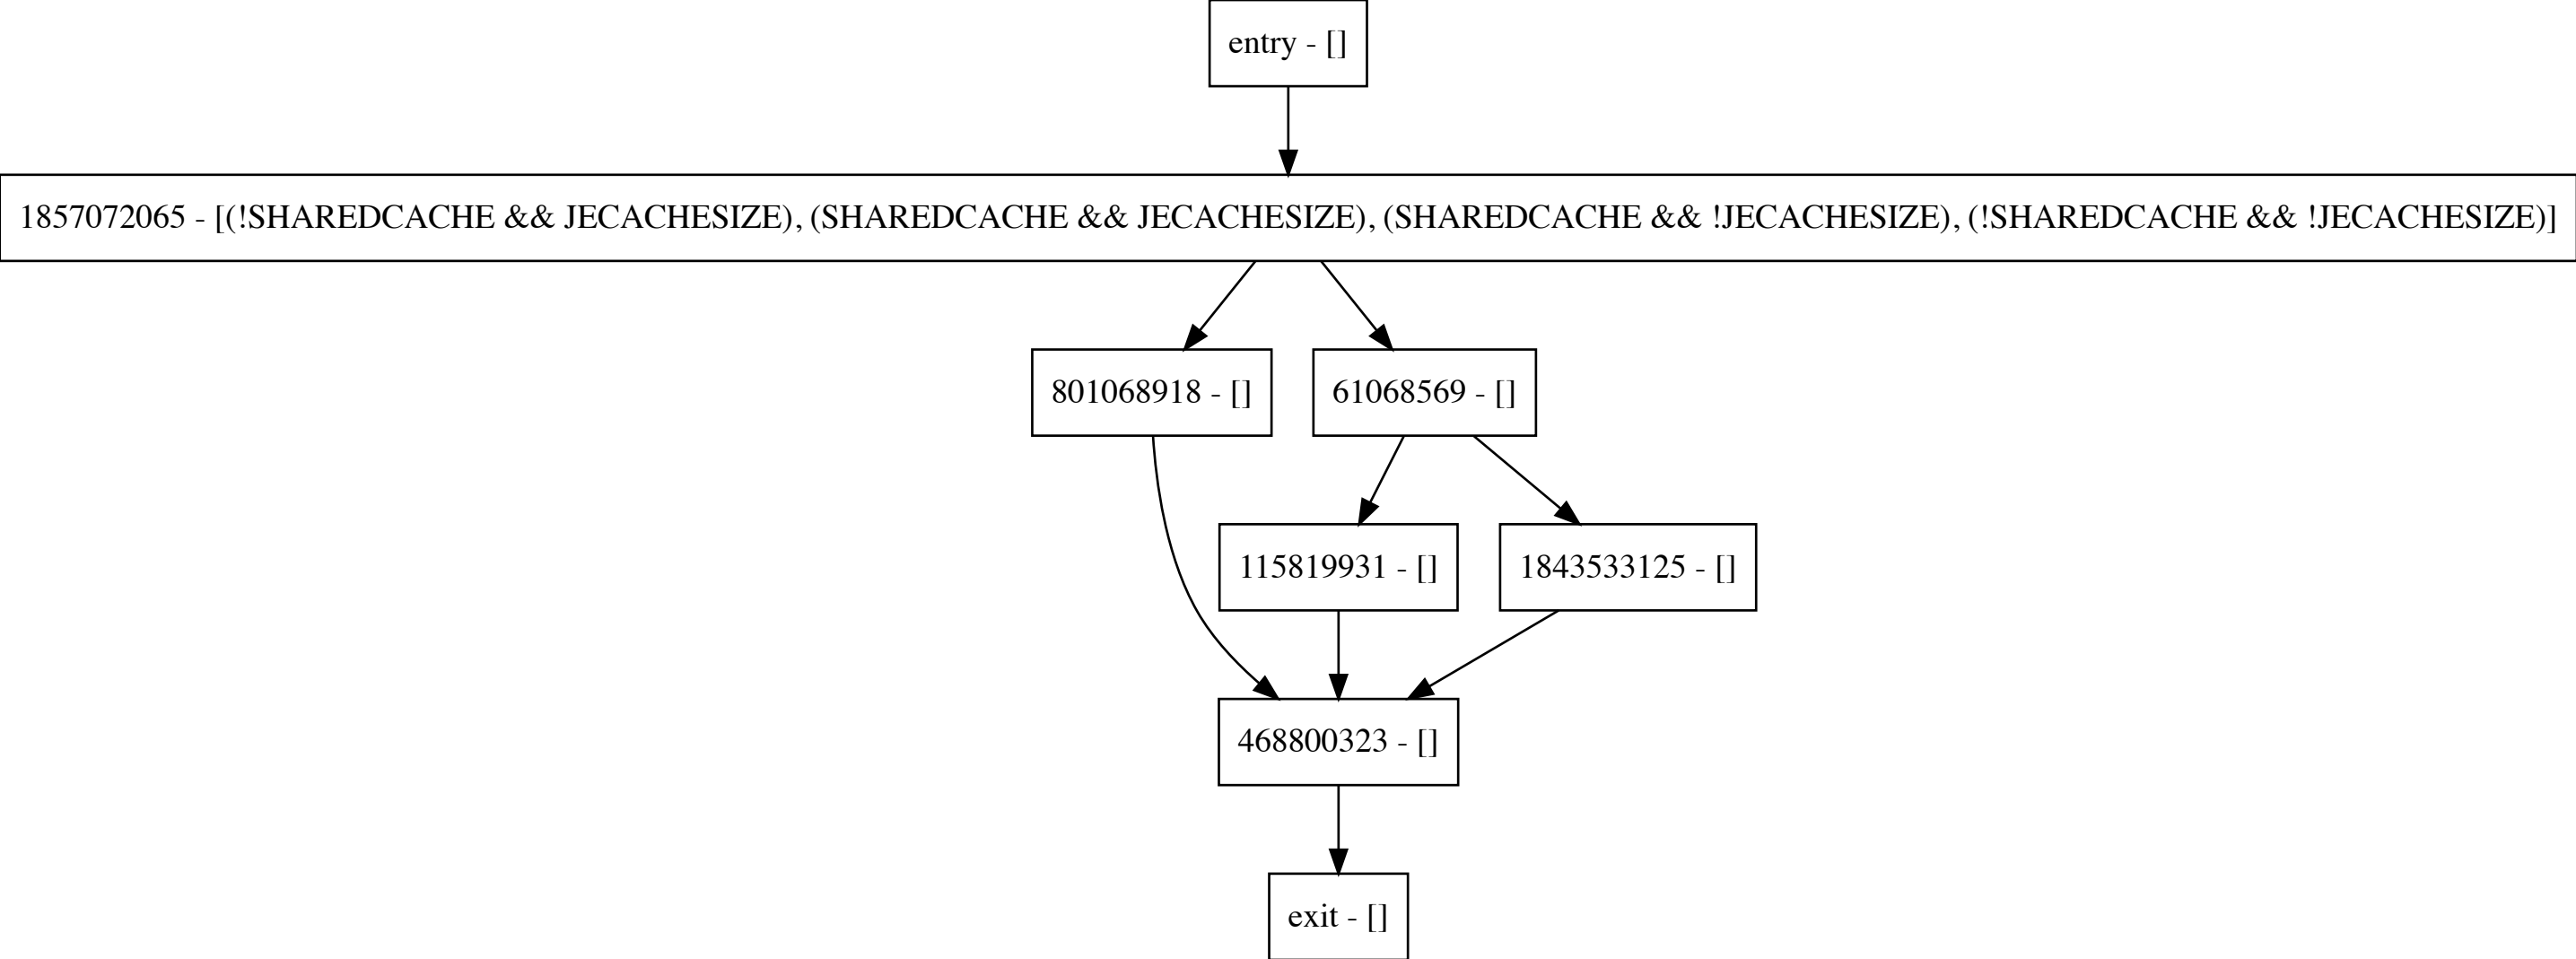 entry - []
1857072065 - [(!SHAREDCACHE && JECACHESIZE), (SHAREDCACHE && JECACHESIZE), (SHAREDCACHE && !JECACHESIZE), (!SHAREDCACHE && !JECACHESIZE)]
801068918 - []
61068569 - []
115819931 - []
1843533125 - []
468800323 - []
exit - []